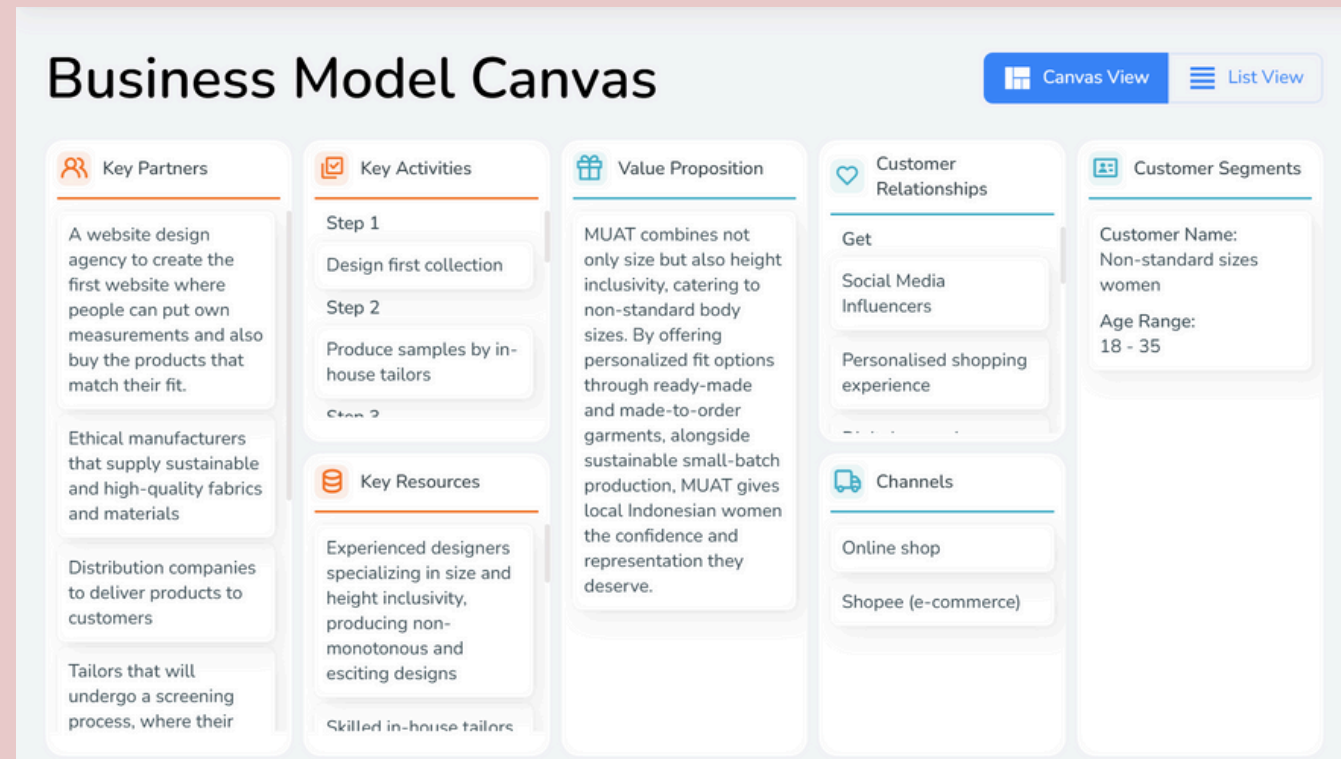 Business Model Canvas
Canvas View
List View
Key Partners
A website design
agency to create the
first website where
people can put own
measurements and also
buy the products that
match their fit.
Ethical manufacturers
that supply sustainable
and high-quality fabrics
and materials
Distribution companies
to deliver products to
customers
Tailors that will
undergo a screening
process, where their
Key Activities
Step 1
Design first collection
Step 2
Produce samples by in-
house tailors
Step 3
Key Resources
Experienced designers
specializing in size and
height inclusivity,
producing non-
monotonous and
esciting designs
Skilled in-house tailors
Value Proposition
MUAT combines not
only size but also height
inclusivity, catering to
non-standard body
sizes. By offering
personalized fit options
through ready-made
and made-to-order
garments, alongside
sustainable small-batch
production, MUAT gives
local Indonesian women
the confidence and
representation they
deserve.
Customer
Relationships
Get
Social Media
Influencers
Personalised shopping
experience
Channels
Online shop
Shopee (e-commerce)
Customer Segments
Customer Name:
Non-standard sizes
women
Age Range:
18 - 35